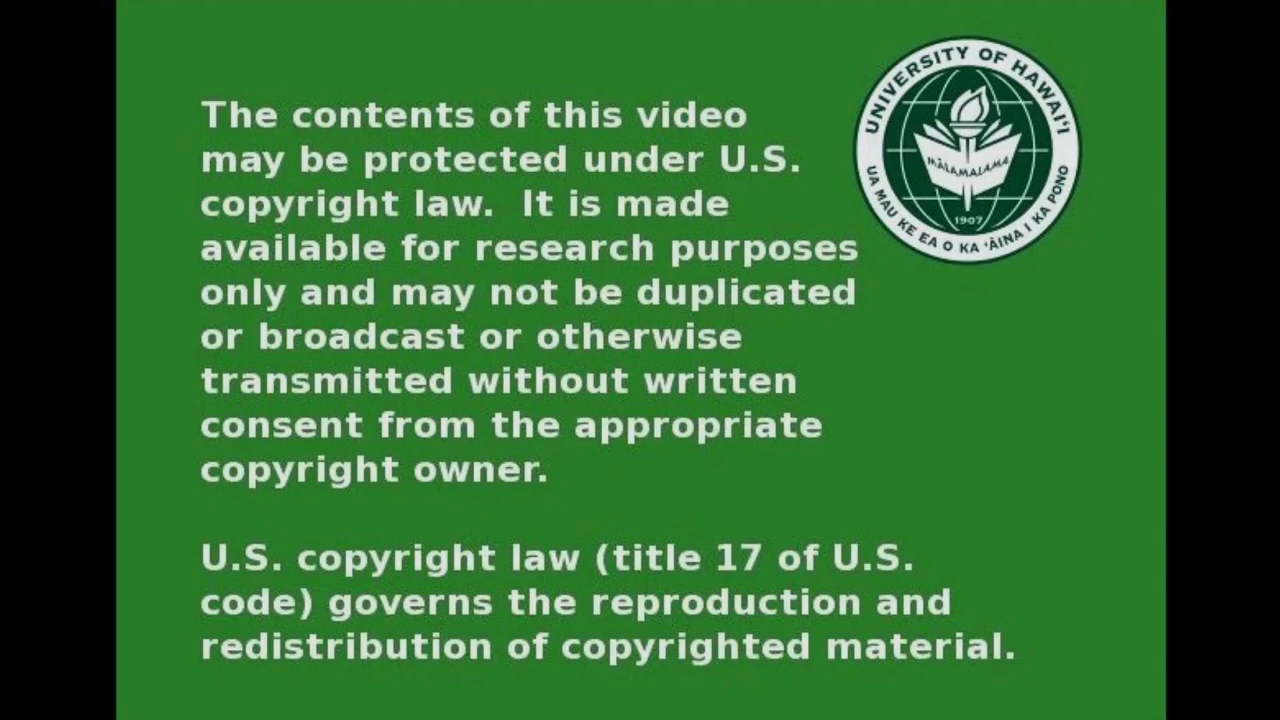 The contents of this video
may be protected under U.S.
copyright law.  It is made
available for research purposes
only and may not be duplicated
or broadcast or otherwise
transmitted without written
consent from the appropriate
copyright owner.
U.S. copyright law (title 17 of U.S.
code) governs the reproduction and
redistribution of copyrighted material.
UNIVERSITY OF HAWAIʻI
MĀLAMALAMA
1907
UA MAU KE EA O KA ʻĀINA I KA PONO